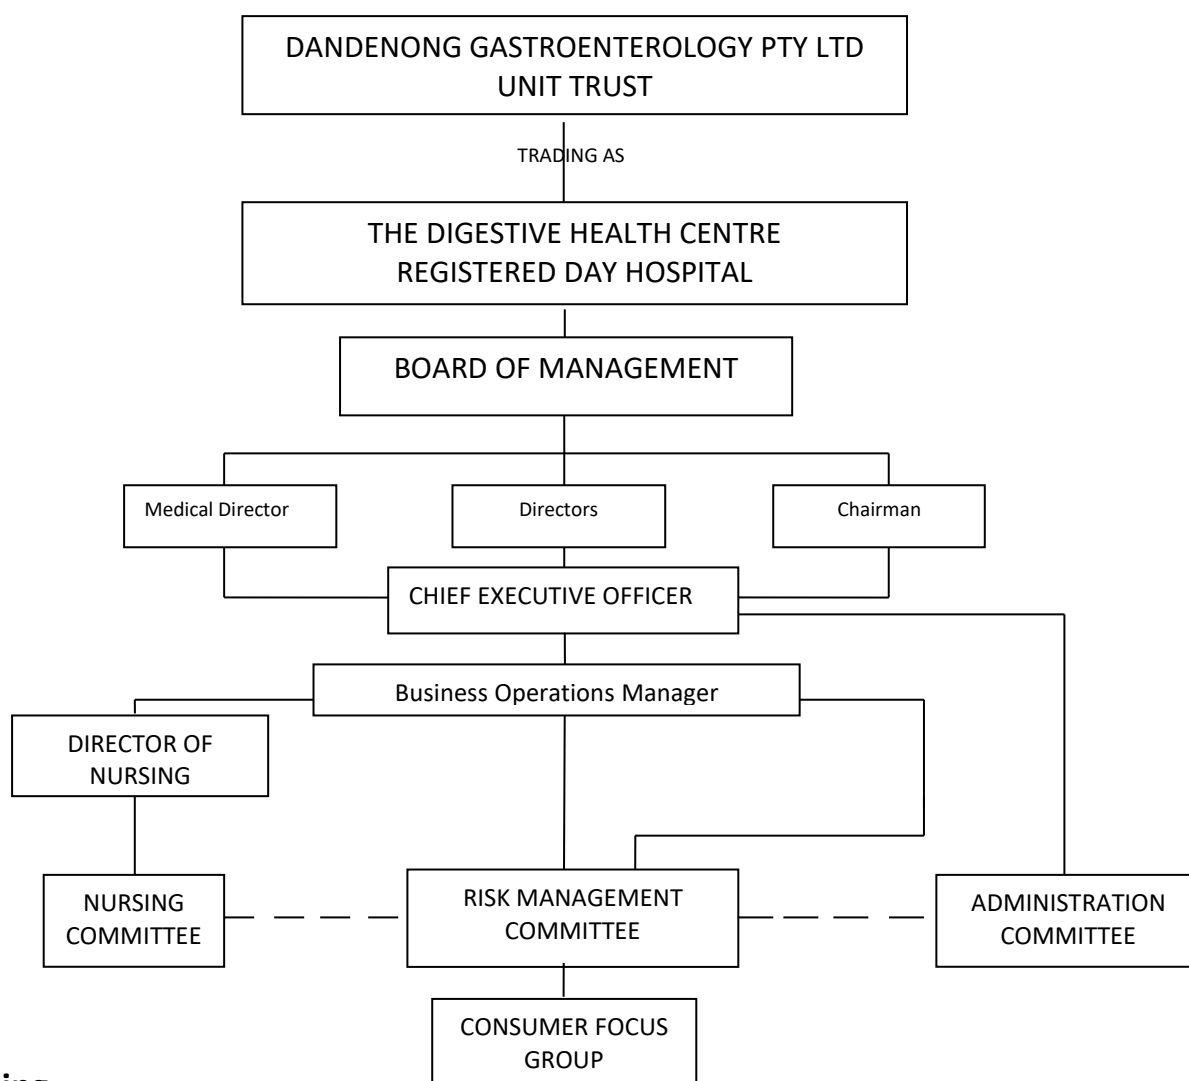 DANDENONG GASTROENTEROLOGY PTY LTD
UNIT TRUST
TRADING AS
THE DIGESTIVE HEALTH CENTRE
REGISTERED DAY HOSPITAL
BOARD OF MANAGEMENT
Medical Director
Directors
Chairman
CHIEF EXECUTIVE OFFICER
Business Operations Manager
DIRECTOR OF
NURSING
NURSING
COMMITTEE
RISK MANAGEMENT
COMMITTEE
ADMINISTRATION
COMMITTEE
CONSUMER FOCUS
GROUP